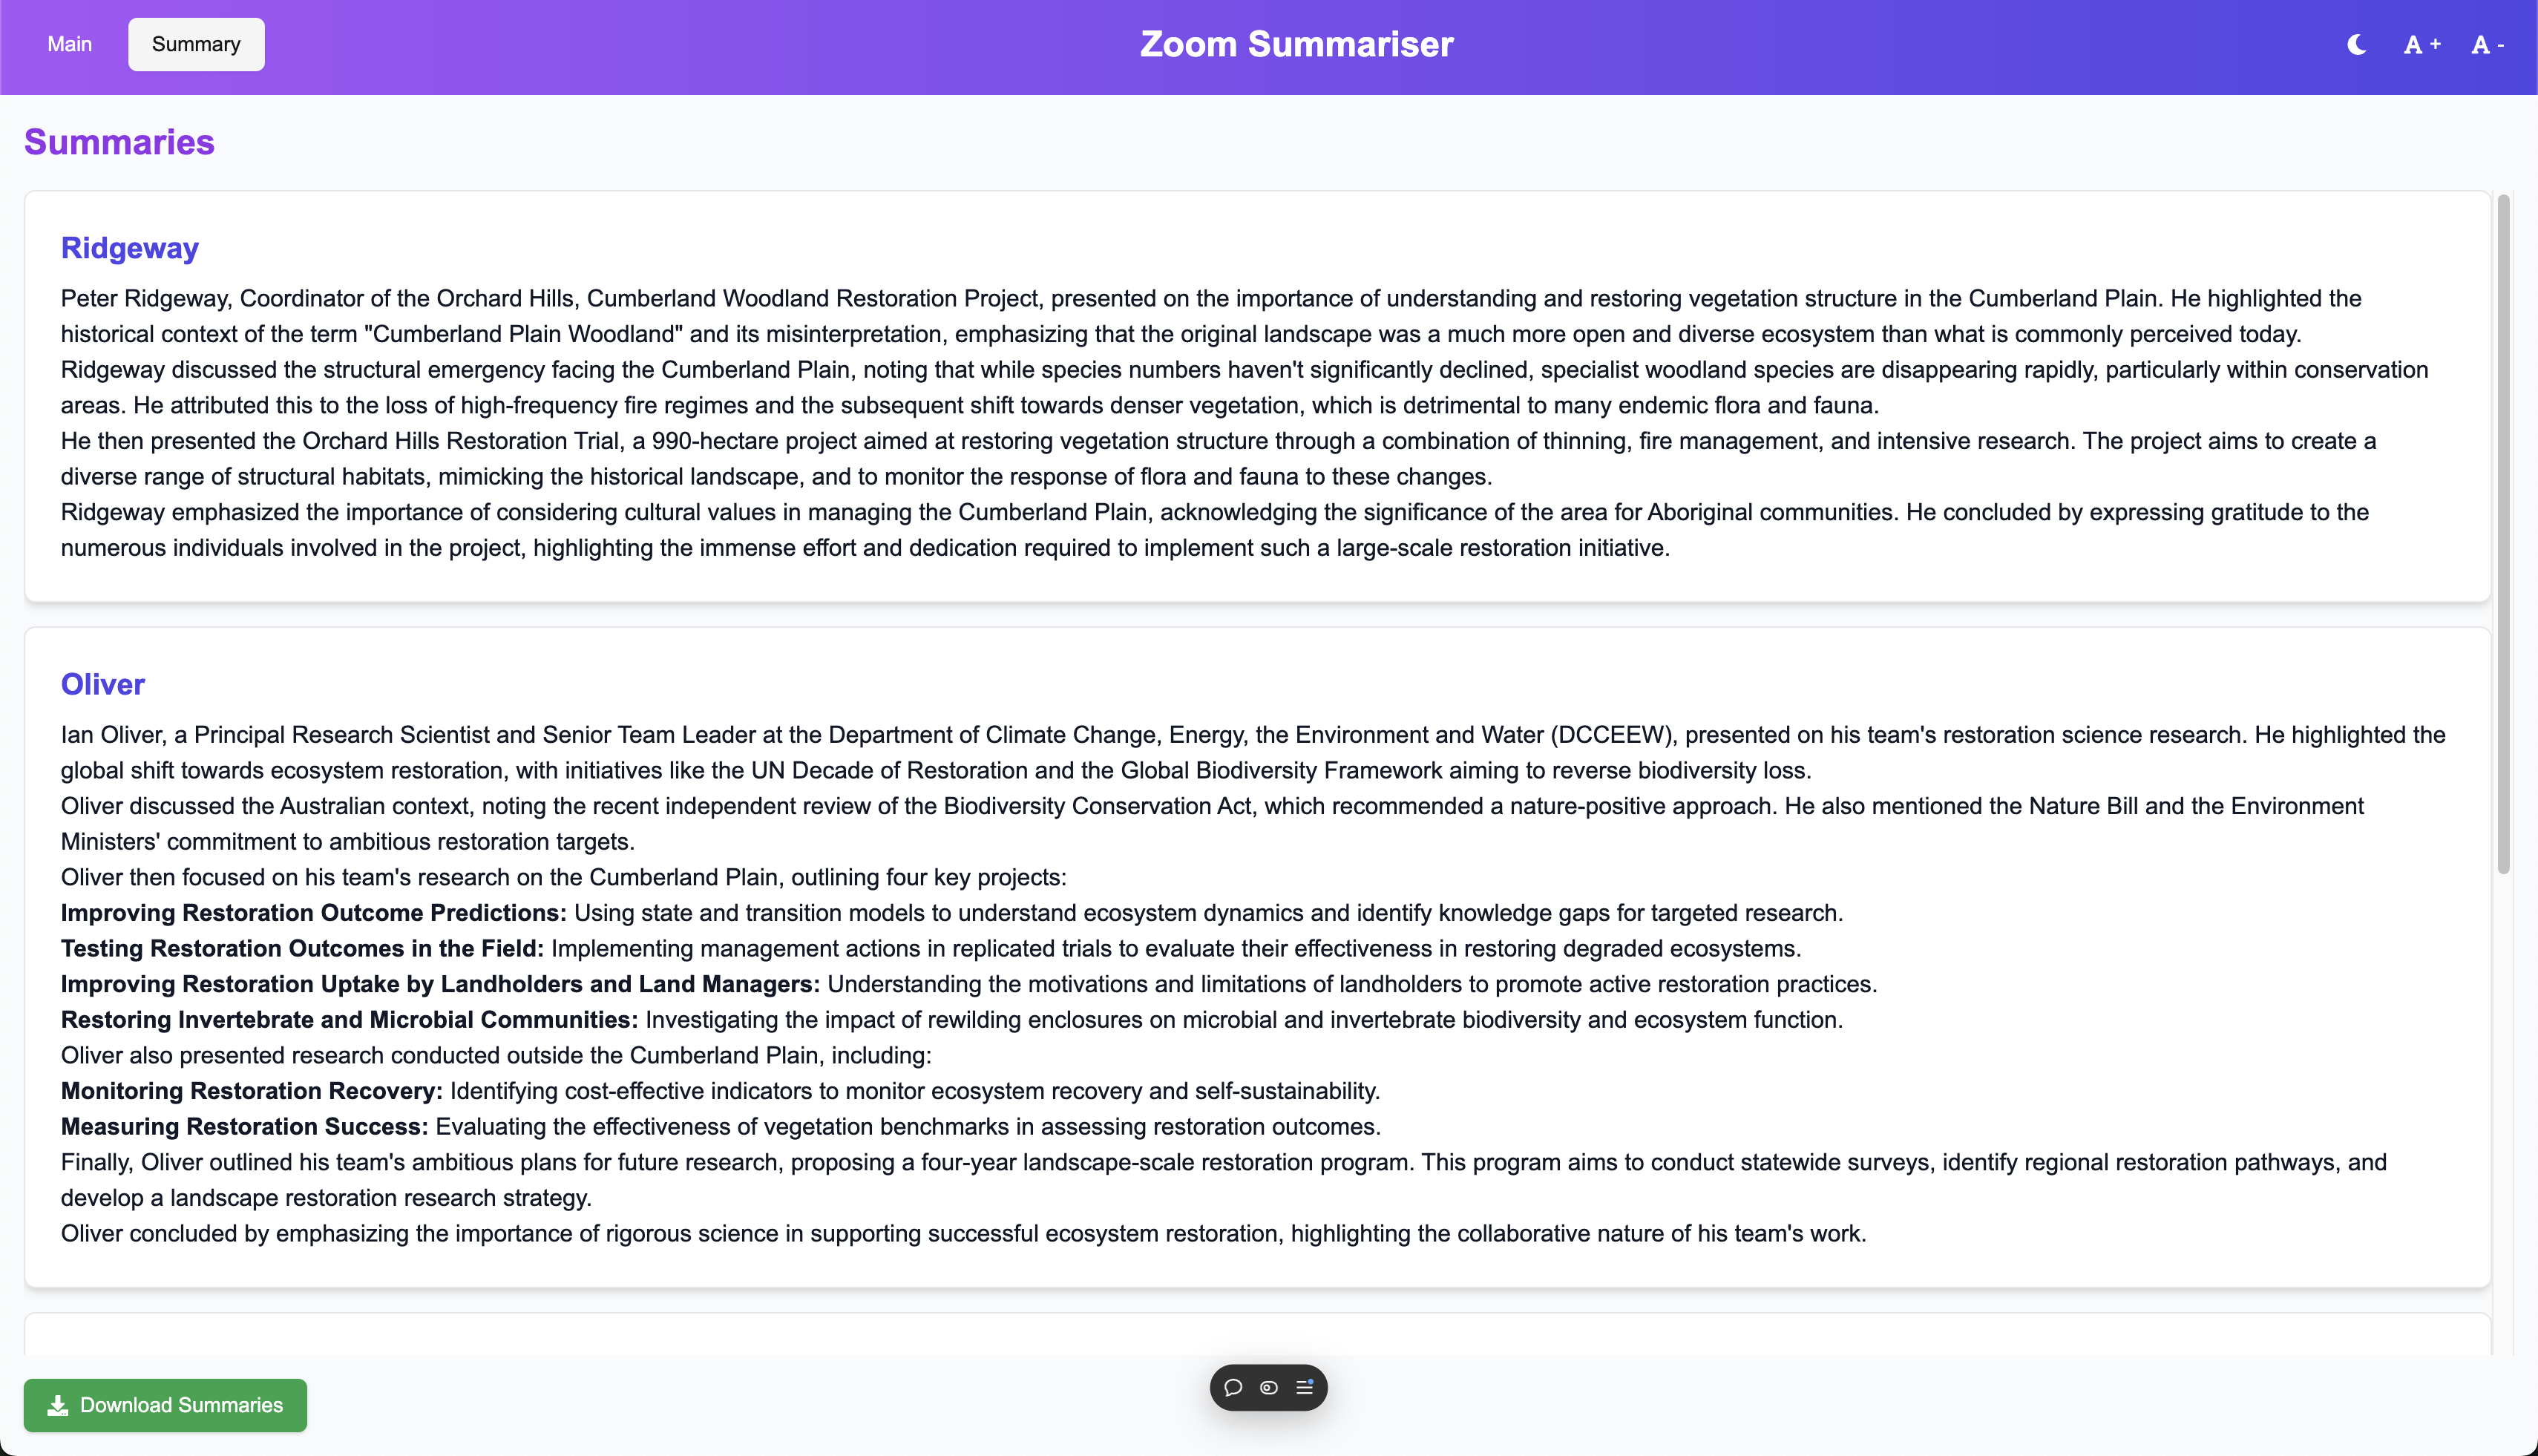 Main
Summary
Zoom Summariser
A +
A -
Summaries
Ridgeway
Peter Ridgeway, Coordinator of the Orchard Hills, Cumberland Woodland Restoration Project, presented on the importance of understanding and restoring vegetation structure in the Cumberland Plain. He highlighted the
historical context of the term "Cumberland Plain Woodland" and its misinterpretation, emphasizing that the original landscape was a much more open and diverse ecosystem than what is commonly perceived today.
Ridgeway discussed the structural emergency facing the Cumberland Plain, noting that while species numbers haven't significantly declined, specialist woodland species are disappearing rapidly, particularly within conservation
areas. He attributed this to the loss of high-frequency fire regimes and the subsequent shift towards denser vegetation, which is detrimental to many endemic flora and fauna.
He then presented the Orchard Hills Restoration Trial, a 990-hectare project aimed at restoring vegetation structure through a combination of thinning, fire management, and intensive research. The project aims to create a
diverse range of structural habitats, mimicking the historical landscape, and to monitor the response of flora and fauna to these changes.
Ridgeway emphasized the importance of considering cultural values in managing the Cumberland Plain, acknowledging the significance of the area for Aboriginal communities. He concluded by expressing gratitude to the
numerous individuals involved in the project, highlighting the immense effort and dedication required to implement such a large-scale restoration initiative.
Oliver
Ian Oliver, a Principal Research Scientist and Senior Team Leader at the Department of Climate Change, Energy, the Environment and Water (DCCEEW), presented on his team's restoration science research. He highlighted the
global shift towards ecosystem restoration, with initiatives like the UN Decade of Restoration and the Global Biodiversity Framework aiming to reverse biodiversity loss.
Oliver discussed the Australian context, noting the recent independent review of the Biodiversity Conservation Act, which recommended a nature-positive approach. He also mentioned the Nature Bill and the Environment
Ministers' commitment to ambitious restoration targets.
Oliver then focused on his team's research on the Cumberland Plain, outlining four key projects:
Improving Restoration Outcome Predictions: Using state and transition models to understand ecosystem dynamics and identify knowledge gaps for targeted research.
Testing Restoration Outcomes in the Field: Implementing management actions in replicated trials to evaluate their effectiveness in restoring degraded ecosystems.
Improving Restoration Uptake by Landholders and Land Managers: Understanding the motivations and limitations of landholders to promote active restoration practices.
Restoring Invertebrate and Microbial Communities: Investigating the impact of rewilding enclosures on microbial and invertebrate biodiversity and ecosystem function.
Oliver also presented research conducted outside the Cumberland Plain, including:
Monitoring Restoration Recovery: Identifying cost-effective indicators to monitor ecosystem recovery and self-sustainability.
Measuring Restoration Success: Evaluating the effectiveness of vegetation benchmarks in assessing restoration outcomes.
Finally, Oliver outlined his team's ambitious plans for future research, proposing a four-year landscape-scale restoration program. This program aims to conduct statewide surveys, identify regional restoration pathways, and
develop a landscape restoration research strategy.
Oliver concluded by emphasizing the importance of rigorous science in supporting successful ecosystem restoration, highlighting the collaborative nature of his team's work.
Download Summaries